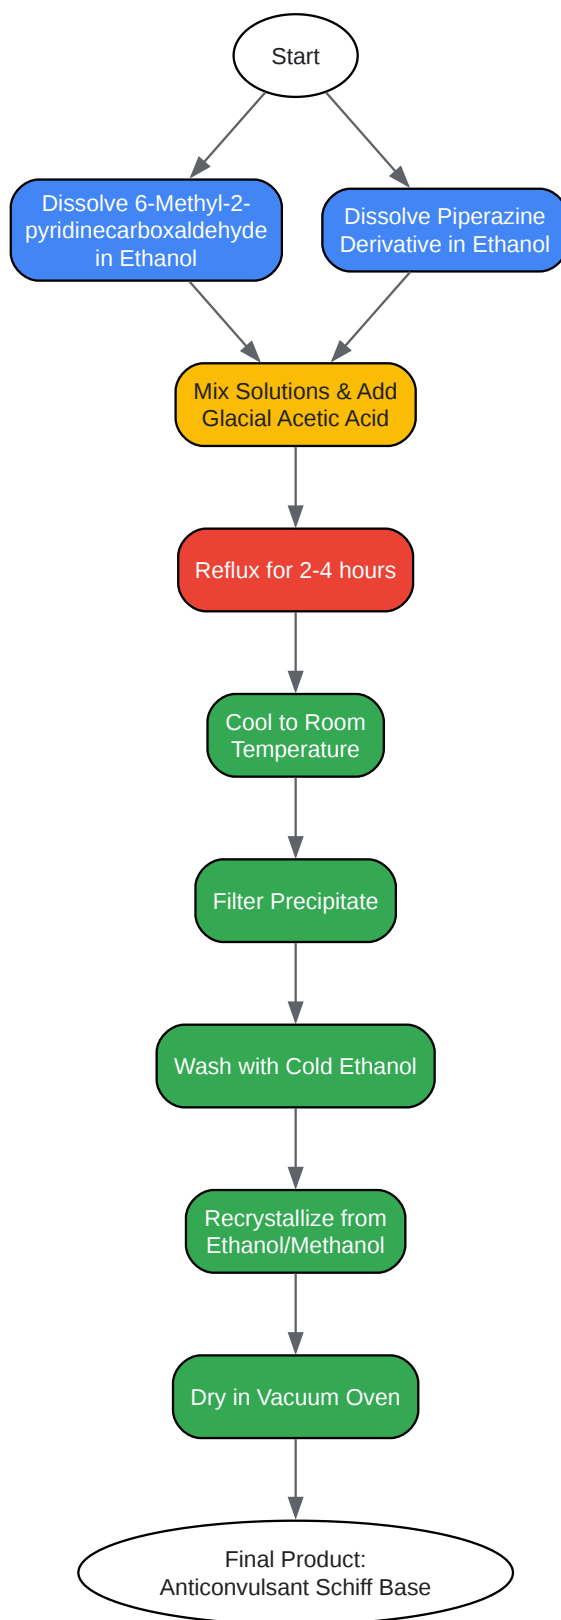 Start
Dissolve 6-Methyl-2-
pyridinecarboxaldehyde
in Ethanol
Dissolve Piperazine
Derivative in Ethanol
Mix Solutions & Add
Glacial Acetic Acid
Reflux for 2-4 hours
Cool to Room
Temperature
Filter Precipitate
Wash with Cold Ethanol
Recrystallize from
Ethanol/Methanol
Dry in Vacuum Oven
Final Product:
Anticonvulsant Schiff Base